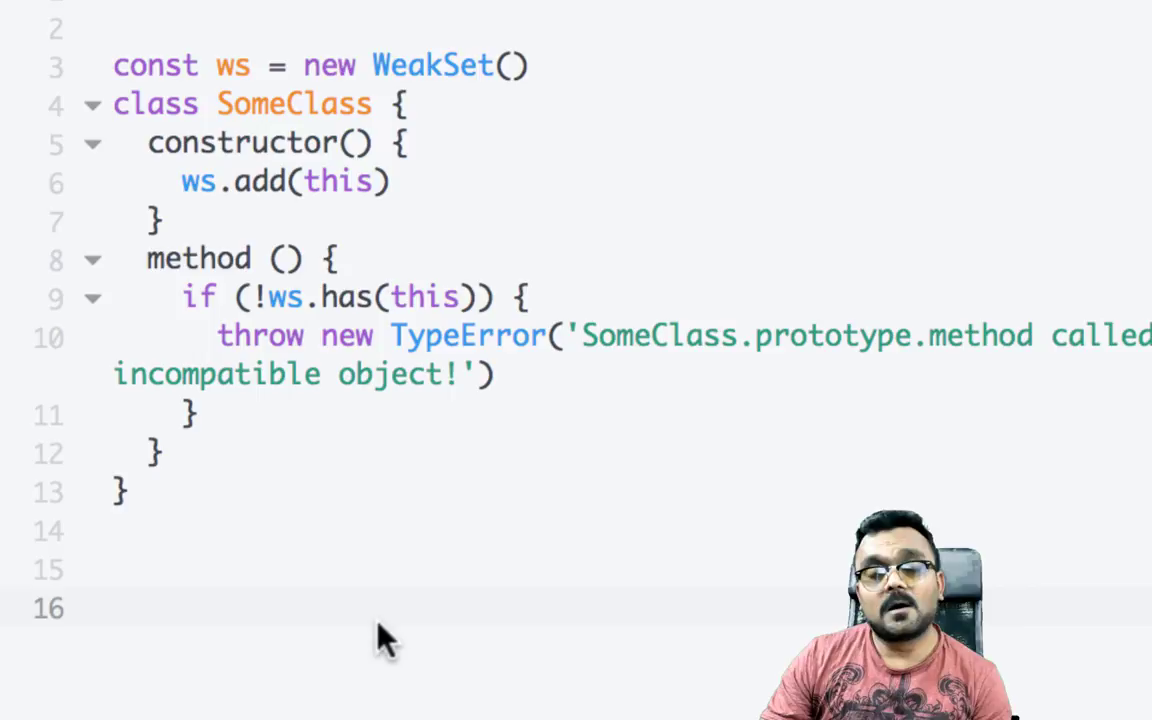 2
3 const ws = new WeakSet()
4 class SomeClass {
5 constructor() {
6 ws.add(this)
7 }
8 method () {
9 if (!ws.has(this)) {
10 throw new TypeError('SomeClass.prototype.method called
incompatible object!')
11 }
12 }
13 }
14
15
16